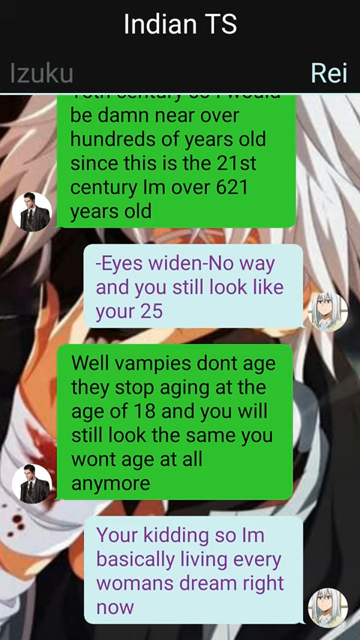 Indian TS
Izuku
Rei
be damn near over
hundreds of years old
since this is the 21st
century Im over 621
years old
-Eyes widen-No way
and you still look like
your 25
Well vampies dont age
they stop aging at the
age of 18 and you will
still look the same you
wont age at all
anymore
Your kidding so Im
basically living every
womans dream right
now